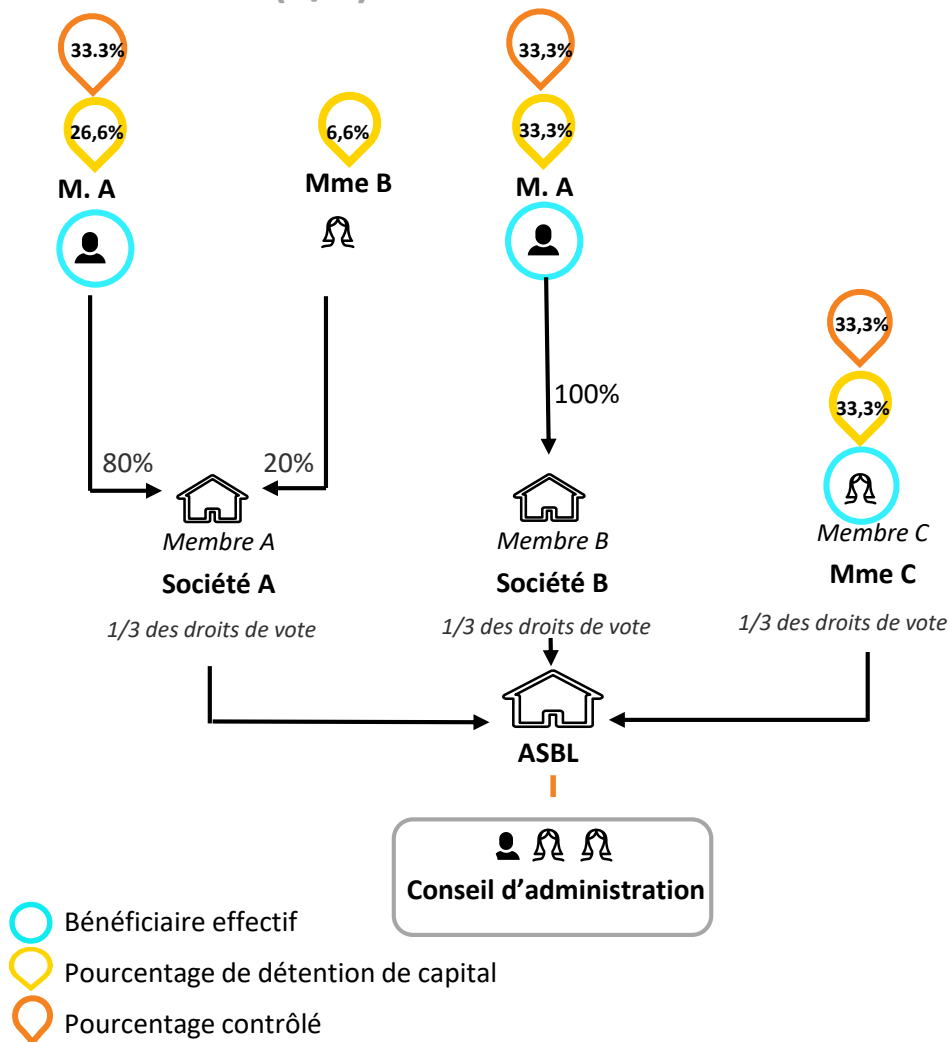 33.3%
33,3%
26,6%
6,6%
33,3%
M. A
Mme B
M. A
33,3%
33,3%
100%
80%
20%
Membre A
Membre B
Membre C
Société A
Société B
Mme C
1/3 des droits de vote
1/3 des droits de vote
1/3 des droits de vote
ASBL
Conseil d’administration
Bénéficiaire effectif
Pourcentage de détention de capital
Pourcentage contrôlé